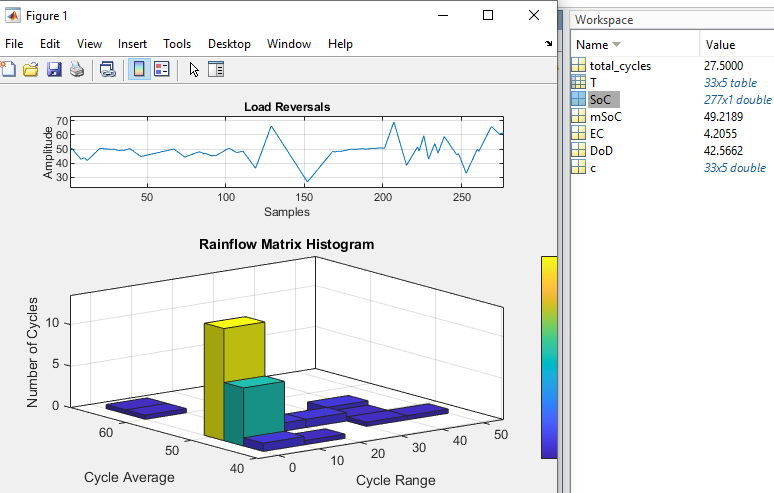 Figure 1
File Edit View Insert Tools Desktop Window Help
Load Reversals
Amplitude
70
60
50
40
30
50 100 150 200 250
Samples
Rainflow Matrix Histogram
Number of Cycles
10
5
0
60
50
40
Cycle Average
0 10 20 30 40 50
Cycle Range
Workspace
Name Value
total_cycles 27.5000
T 33x5 table
SoC 277x1 double
mSoC 49.2189
EC 4.2055
DoD 42.5662
c 33x5 double